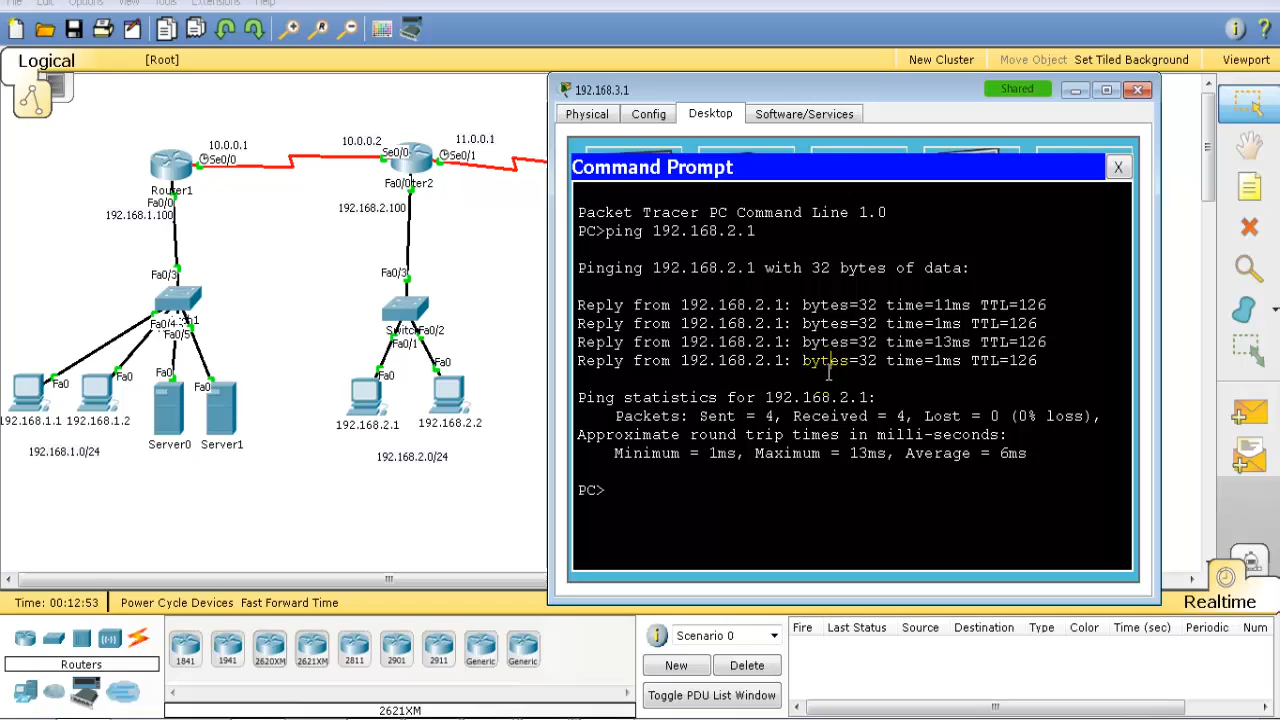 File Edit Options View Tools Extensions Help
Logical
[Root]
New Cluster
Move Object
Set Tiled Background
Viewport
192.168.3.1
Shared
Physical
Config
Desktop
Software/Services
Command Prompt
X
Packet Tracer PC Command Line 1.0
PC>ping 192.168.2.1
Pinging 192.168.2.1 with 32 bytes of data:
Reply from 192.168.2.1: bytes=32 time=11ms TTL=126
Reply from 192.168.2.1: bytes=32 time=1ms TTL=126
Reply from 192.168.2.1: bytes=32 time=13ms TTL=126
Reply from 192.168.2.1: bytes=32 time=1ms TTL=126
Ping statistics for 192.168.2.1:
Packets: Sent = 4, Received = 4, Lost = 0 (0% loss),
Approximate round trip times in milli-seconds:
Minimum = 1ms, Maximum = 13ms, Average = 6ms
PC>
10.0.0.1
Se0/0
Router1
Fa0/0
192.168.1.100
10.0.0.2
Se0/0
11.0.0.1
Se0/1
Fa0/0
192.168.2.100
Fa0/3
Fa0/4
Fa0/5
Fa0
Fa0
Fa0
Fa0
192.168.1.1
192.168.1.2
Server0
Server1
192.168.1.0/24
Fa0/3
Fa0/2
Fa0/1
Fa0
Fa0
192.168.2.1
192.168.2.2
192.168.2.0/24
Time: 00:12:53
Power Cycle Devices
Fast Forward Time
Realtime
Routers
1841
1941
2620XM
2621XM
2811
2901
2911
Generic
Generic
2621XM
Scenario 0
New
Delete
Toggle PDU List Window
Fire
Last Status
Source
Destination
Type
Color
Time (sec)
Periodic
Num